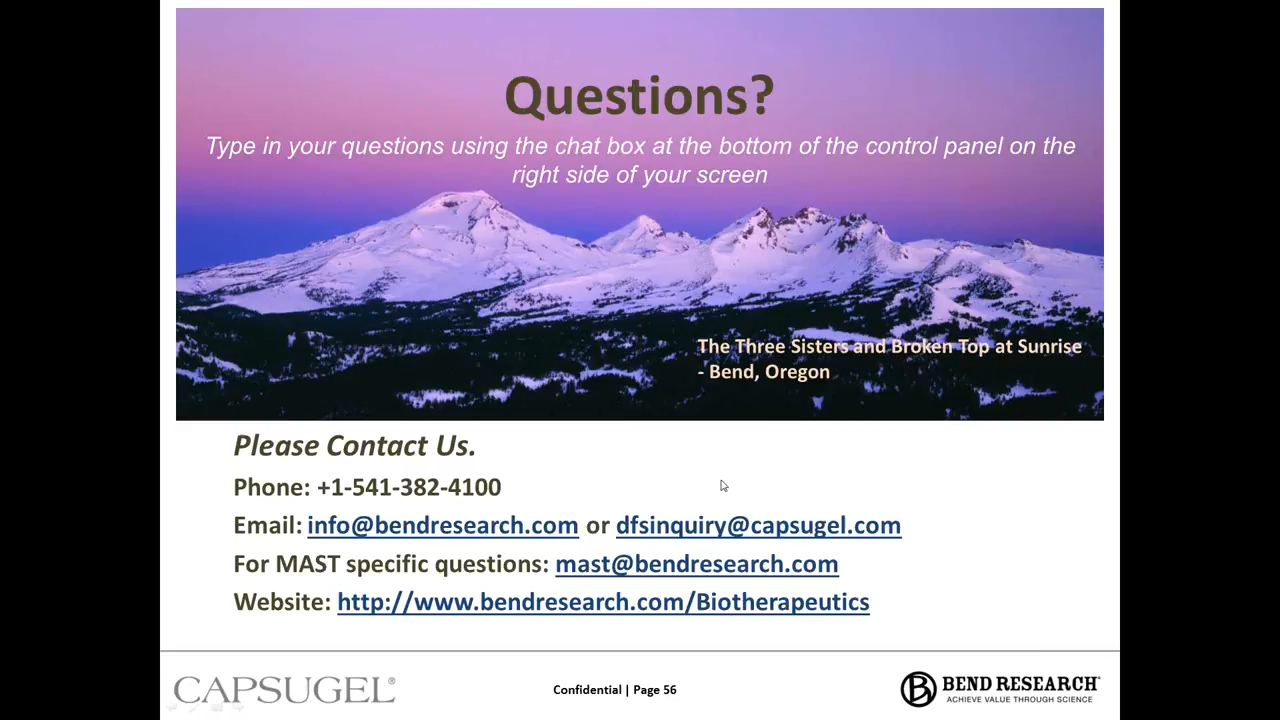 Questions?
Type in your questions using the chat box at the bottom of the control panel on the
right side of your screen
The Three Sisters and Broken Top at Sunrise
- Bend, Oregon
Please Contact Us.
Phone: +1-541-382-4100
Email: info@bendresearch.com or dfsinquiry@capsugel.com
For MAST specific questions: mast@bendresearch.com
Website: http://www.bendresearch.com/Biotherapeutics
CAPSUGEL®
Confidential | Page 56
B BEND RESEARCH
ACHIEVE VALUE THROUGH SCIENCE